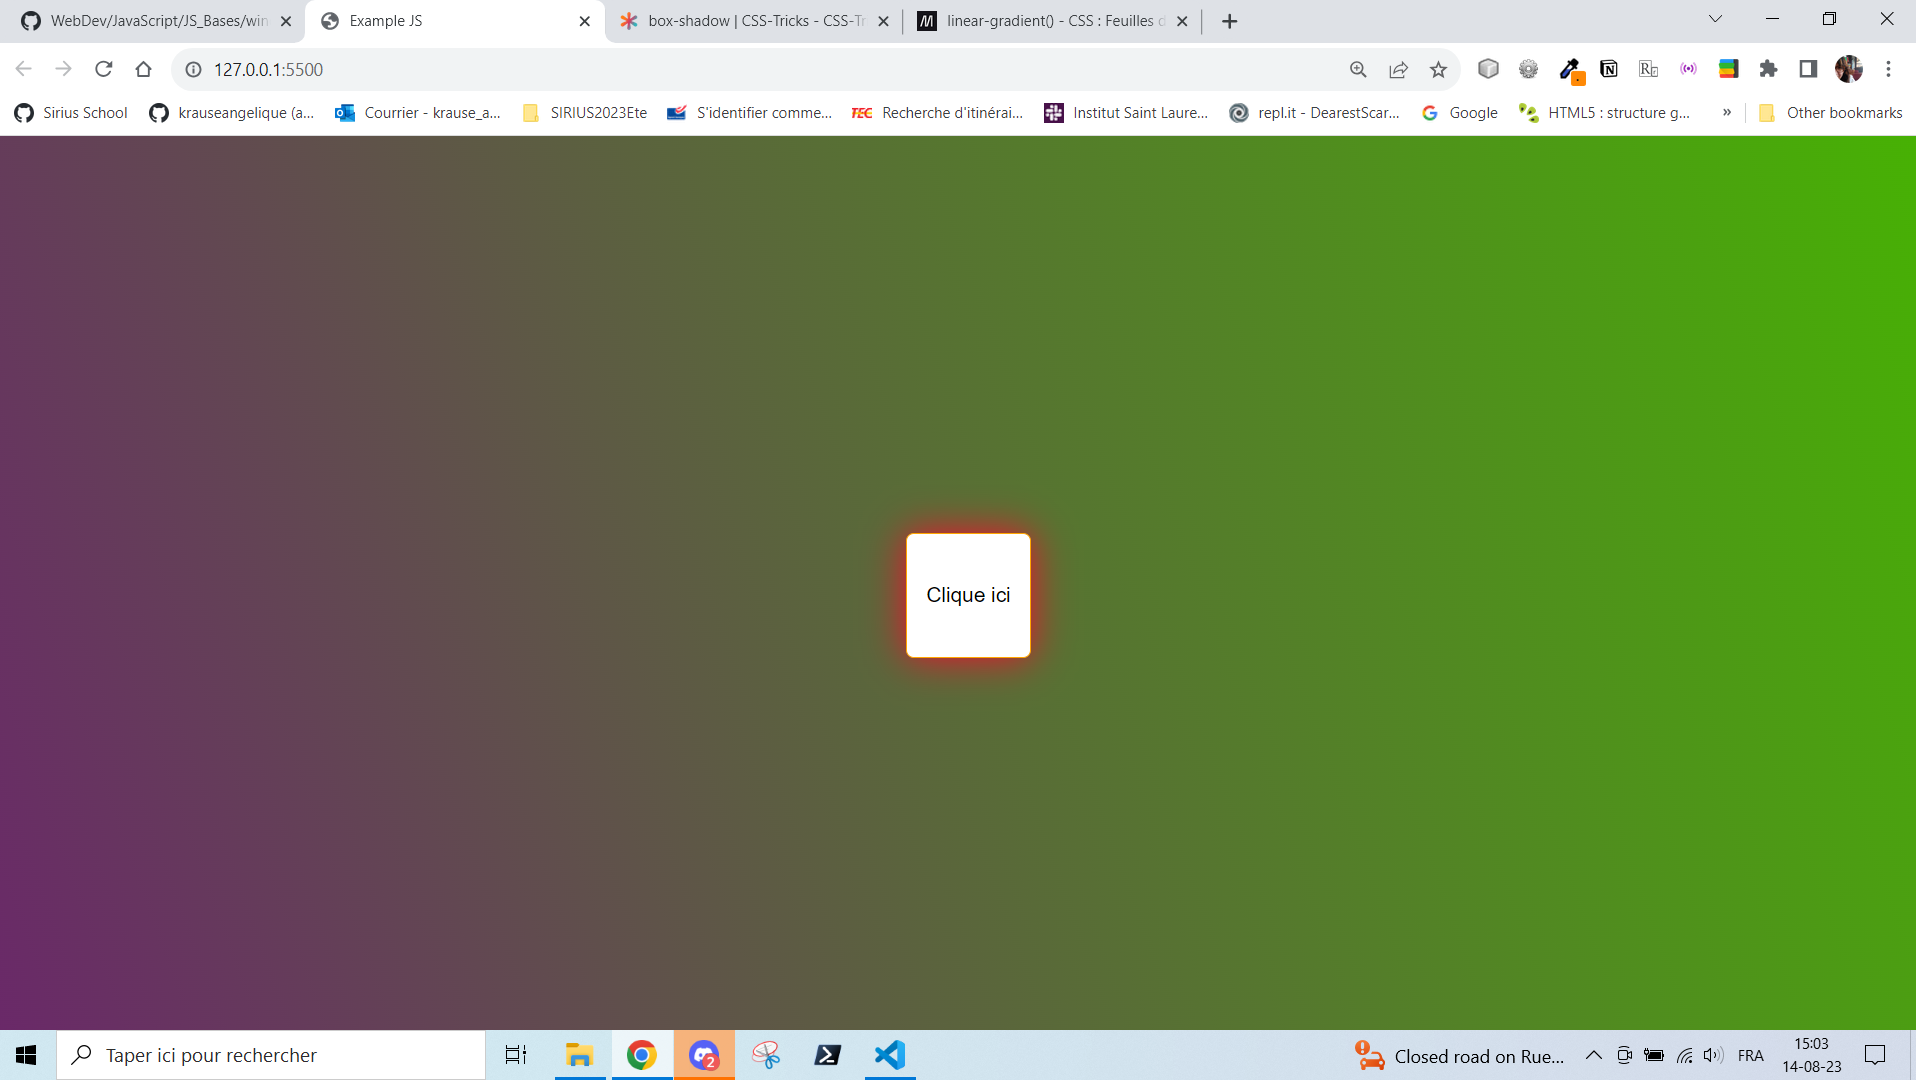 WebDev/JavaScript/JS_Bases/win
Example JS
box-shadow | CSS-Tricks - CSS-Tr
linear-gradient() - CSS : Feuilles d
127.0.0.1:5500
Sirius School
krauseangelique (a...
Courrier - krause_a...
SIRIUS2023Ete
S'identifier comme...
TEC
Recherche d'itinérai...
Institut Saint Laure...
repl.it - DearestScar...
Google
HTML5 : structure g...
»
Other bookmarks
Clique ici
Taper ici pour rechercher
2
Closed road on Rue...
FRA
15:03
14-08-23